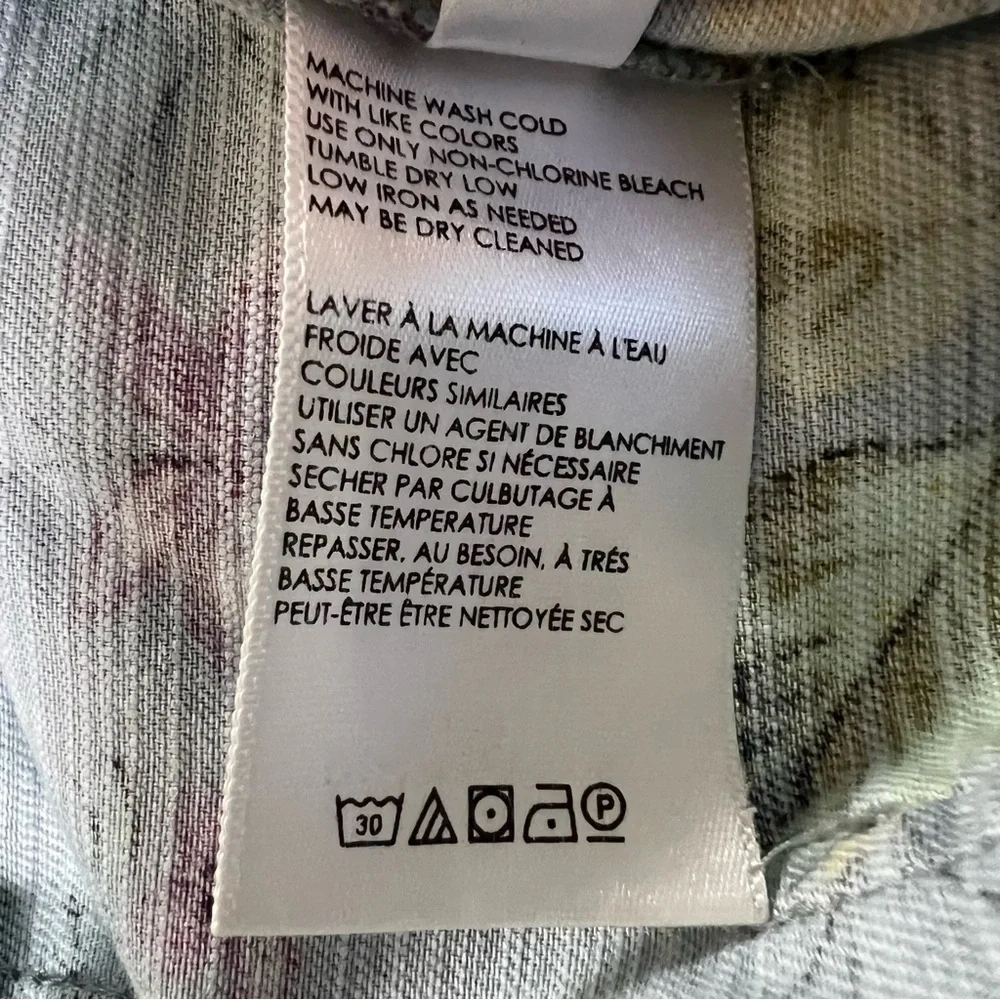 MACHINE WASH COLD
WITH LIKE COLORS
USE ONLY NON-CHLORINE BLEACH
TUMBLE DRY LOW
LOW IRON AS NEEDED
MAY BE DRY CLEANED
LAVER À LA MACHINE À L'EAU
FROIDE AVEC
COULEURS SIMILAIRES
UTILISER UN AGENT DE BLANCHIMENT
SANS CHLORE SI NÉCESSAIRE
SECHER PAR CULBUTAGE À
BASSE TEMPERATURE
REPASSER, AU BESOIN, À TRÉS
BASSE TEMPÉRATURE
PEUT-ÊTRE ÊTRE NETTOYÉE SEC
30 P